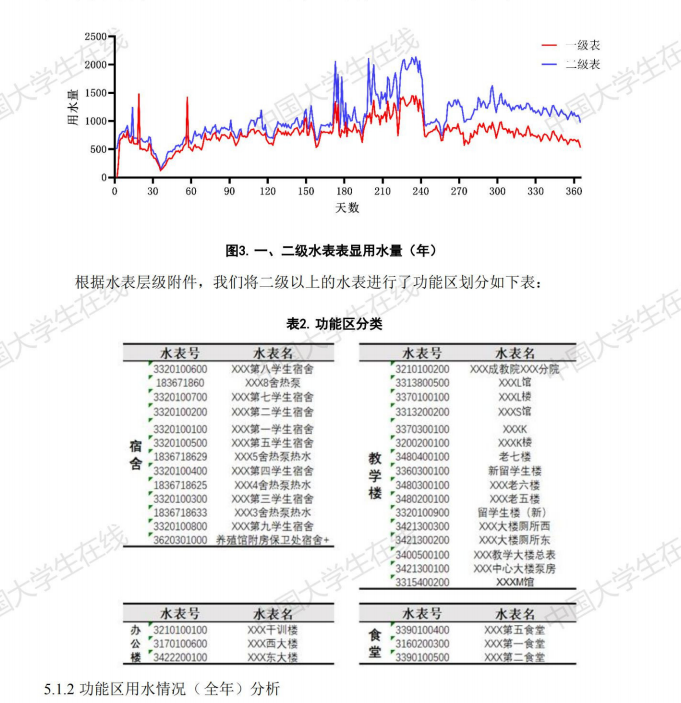 2500
2000
1500
1000
500
0
用水量
一级表
二级表
0 30 60 90 120 150 180 210 240 270 300 330 360
天数
图3. 一、二级水表表显用水量（年）
根据水表层级附件，我们将二级以上的水表进行了功能区划分如下表：
表2. 功能区分类
水表号 水表名
宿舍
3320100600 XXX第八学生宿舍
183671860 XXX8舍热泵
3320100700 XXX第七学生宿舍
3320100200 XXX第二学生宿舍
3320100100 XXX第一学生宿舍
3320100500 XXX第五学生宿舍
1836718629 XXX5舍热泵热水
3320100400 XXX第四学生宿舍
1836718625 XXX4舍热泵热水
3320100300 XXX第三学生宿舍
1836718633 XXX3舍热泵热水
3320100800 XXX第九学生宿舍
3620301000 养殖馆附房保卫处宿舍+
水表号 水表名
教学楼
3210100200 XXX成教院XXX分院
3313800500 XXXL馆
3370100100 XXXL楼
3313200200 XXXS馆
3370300100 XXXK
3200200100 XXXK楼
3480400100 老七楼
3360300100 新留学生楼
3480300100 XXX老六楼
3480200100 XXX老五楼
3320100900 留学生楼（新）
3421300300 XXX大楼厕所西
3421300200 XXX大楼厕所东
3400500100 XXX教学大楼总表
3421300100 XXX中心大楼泵房
3315400200 XXXM馆
水表号 水表名
办公楼
3210100100 XXX干训楼
3170100600 XXX西大楼
3422200100 XXX东大楼
水表号 水表名
食堂
3390100400 XXX第五食堂
3160200300 XXX第一食堂
3390100500 XXX第二食堂
5.1.2 功能区用水情况（全年）分析
中国大学生在线